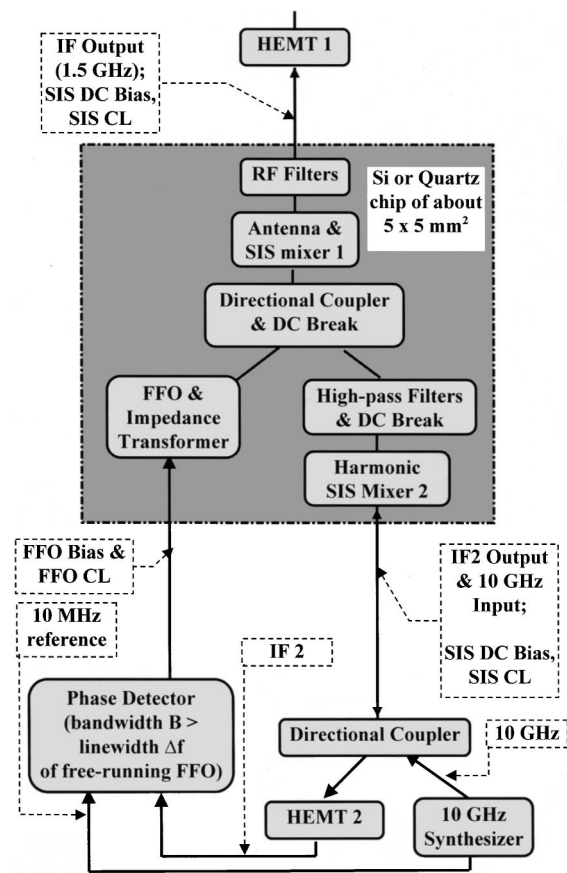 HEMT 1
IF Output
(1.5 GHz);
SIS DC Bias,
SIS CL
RF Filters
Si or Quartz
chip of about
5 x 5 mm²
Antenna &
SIS mixer 1
Directional Coupler
& DC Break
FFO &
Impedance
Transformer
High-pass Filters
& DC Break
Harmonic
SIS Mixer 2
FFO Bias &
FFO CL
IF2 Output
& 10 GHz
Input;
SIS DC Bias,
SIS CL
10 MHz
reference
IF 2
Phase Detector
(bandwidth B >
linewidth Δf
of free-running FFO)
Directional Coupler
10 GHz
HEMT 2
10 GHz
Synthesizer